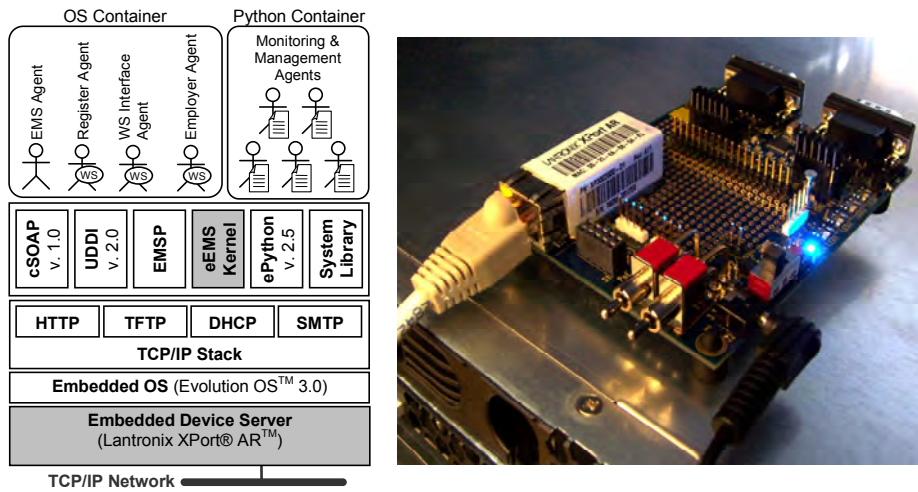 OS Container
Python Container
EMS Agent
Register Agent
WS Interface
Agent
Employer Agent
WS
WS
WS
Monitoring &
Management
Agents
cSOAP
v. 1.0
UDDI
v. 2.0
EMSP
eEMS
Kernel
ePython
v. 2.5
System
Library
HTTP
TFTP
DHCP
SMTP
TCP/IP Stack
Embedded OS (Evolution OS™ 3.0)
Embedded Device Server
(Lantronix XPort® AR™)
TCP/IP Network
LANTRONIX XPort AR